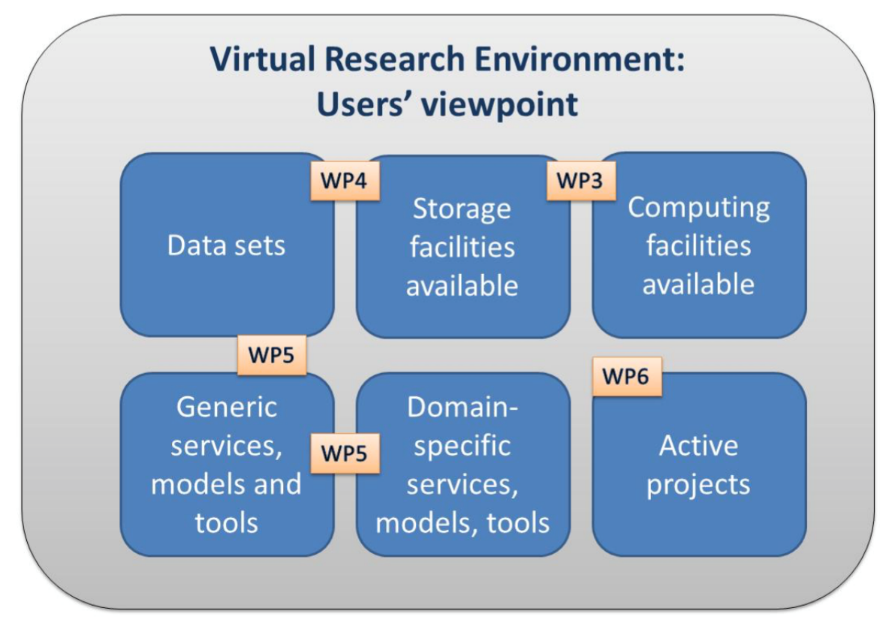 Virtual Research Environment:
Users’ viewpoint
WP4
WP3
Data sets
Storage
facilities
available
Computing
facilities
available
WP5
WP6
Generic
services,
models and
tools
WP5
Domain-
specific
services,
models, tools
Active
projects